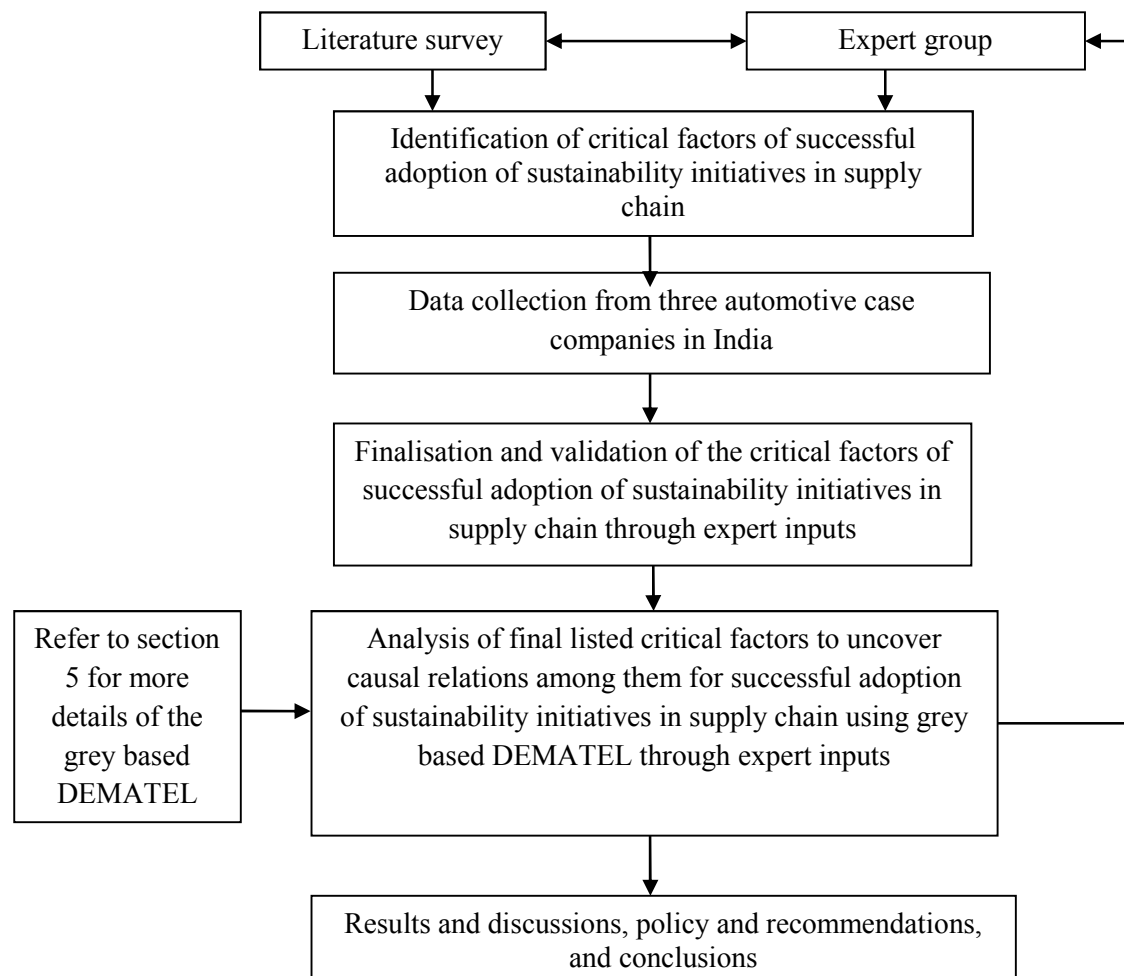 Literature survey
Expert group
Identification of critical factors of successful
adoption of sustainability initiatives in supply
chain
Data collection from three automotive case
companies in India
Finalisation and validation of the critical factors of
successful adoption of sustainability initiatives in
supply chain through expert inputs
Refer to section
5 for more
details of the
grey based
DEMATEL
Analysis of final listed critical factors to uncover
causal relations among them for successful adoption
of sustainability initiatives in supply chain using grey
based DEMATEL through expert inputs
Results and discussions, policy and recommendations,
and conclusions